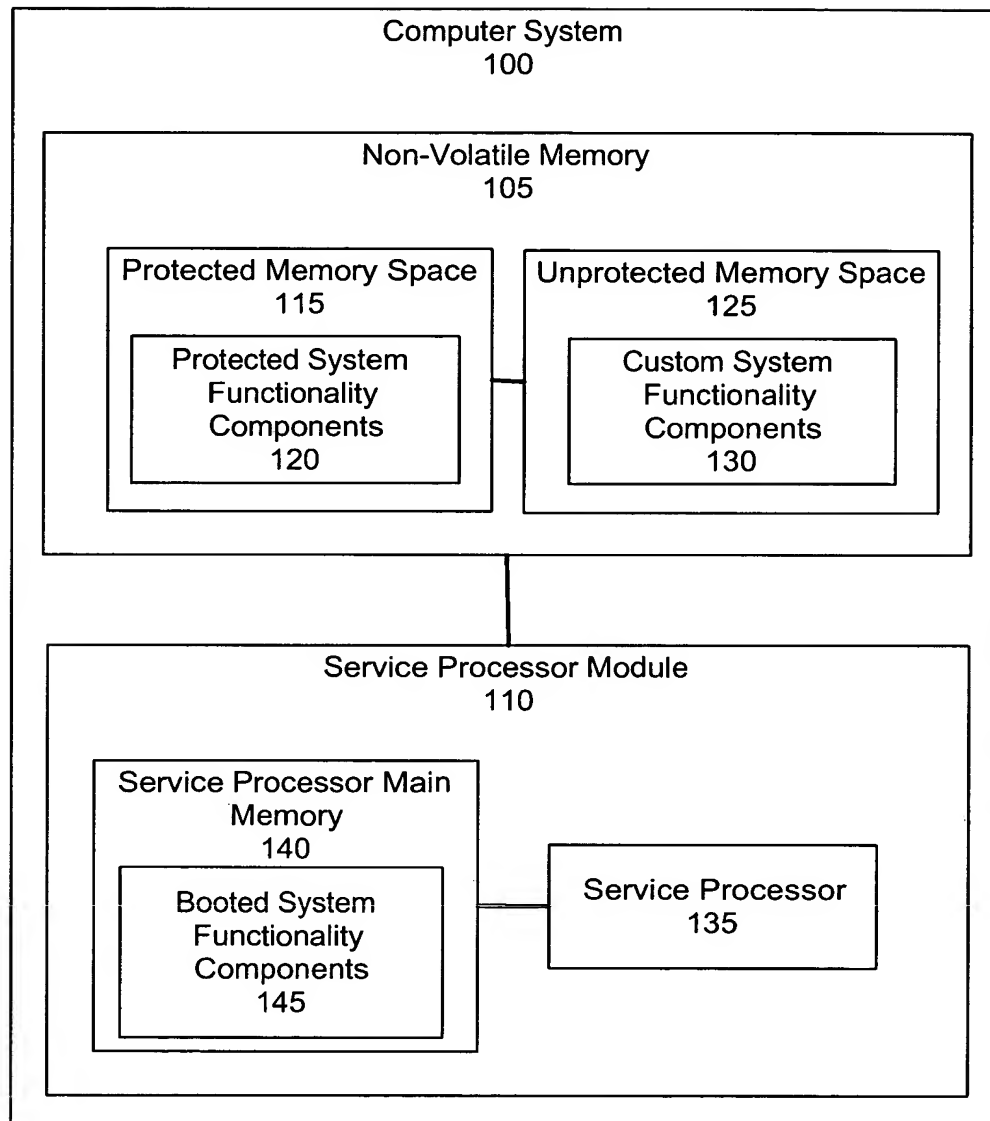 Computer System
100
Non-Volatile Memory
105
Protected Memory Space
115
Protected System
Functionality
Components
120
Unprotected Memory Space
125
Custom System
Functionality
Components
130
Service Processor Module
110
Service Processor Main
Memory
140
Booted System
Functionality
Components
145
Service Processor
135